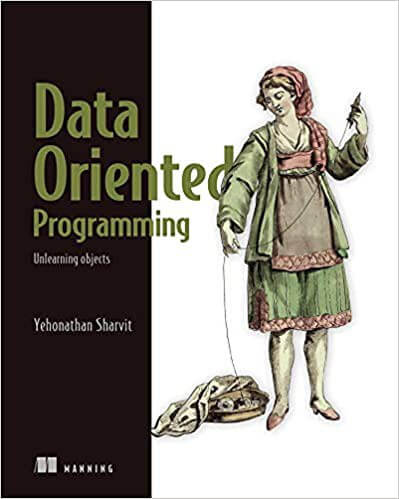 Data
Oriented
Programming
Unlearning objects
Yehonathan Sharvit
MANNING